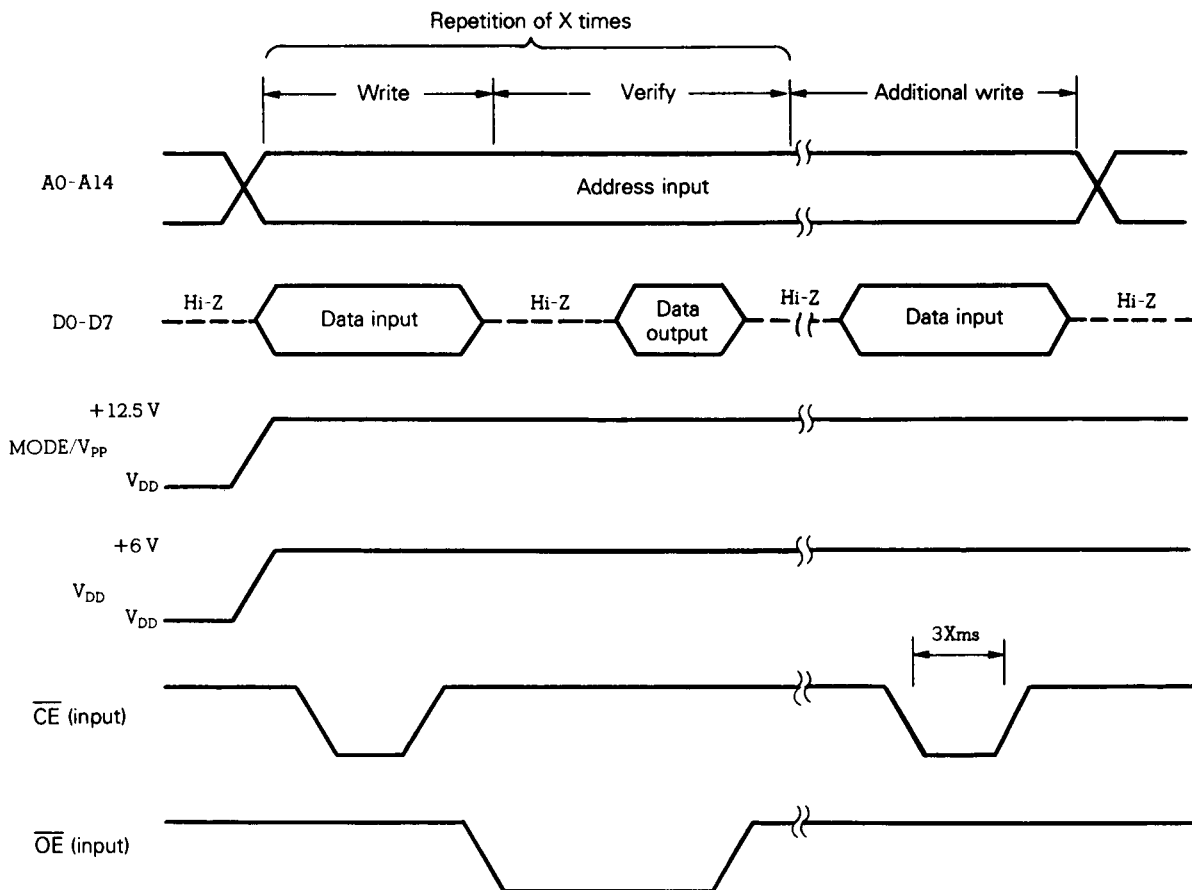 Repetition of X times
Write
Verify
Additional write
A0-A14
Address input
D0-D7
Hi-Z
Data input
Hi-Z
Data
output
Hi-Z
Data input
Hi-Z
+12.5 V
MODE/VPP
VDD
+6 V
VDD
VDD
3Xms
CE (input)
OE (input)